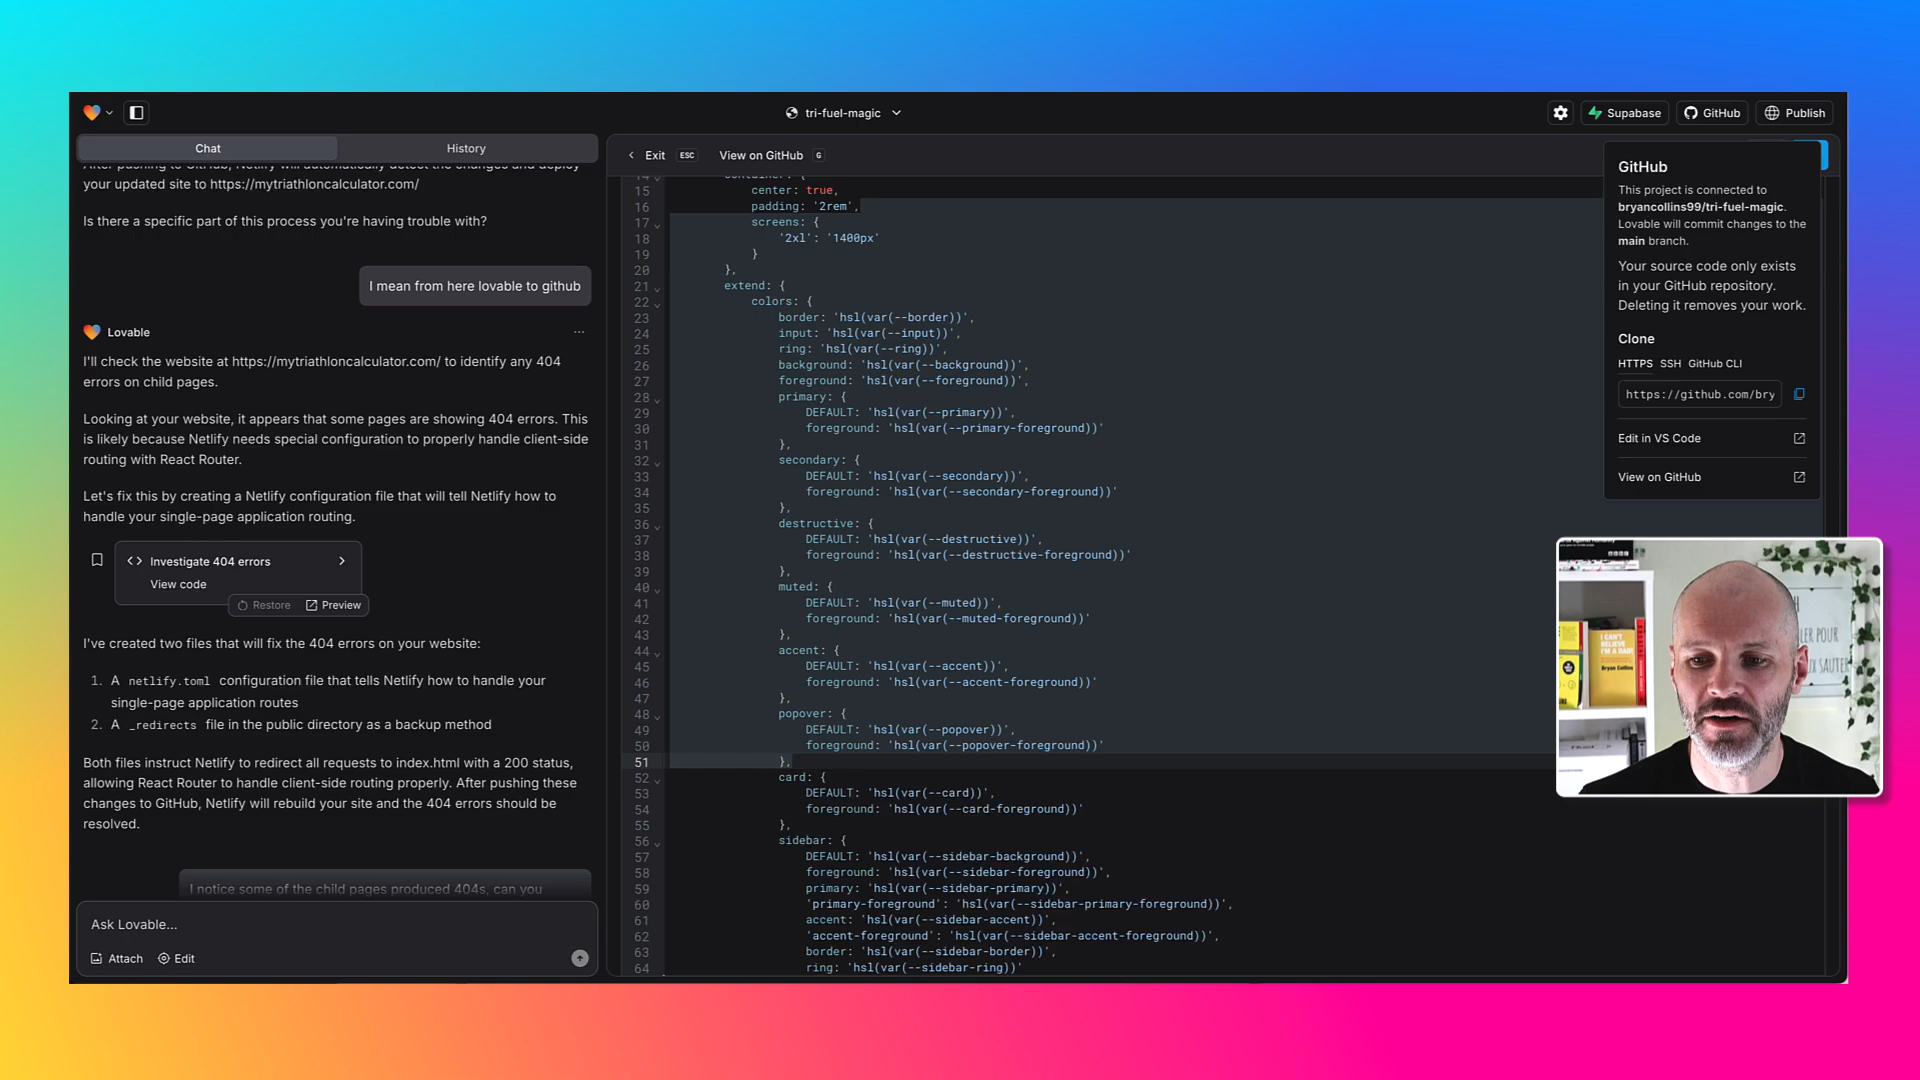 tri-fuel-magic
Supabase
GitHub
Publish
Chat
History
After pushing to GitHub, Netlify will automatically detect the changes and deploy
your updated site to https://mytriathloncalculator.com/
Is there a specific part of this process you're having trouble with?
I mean from here lovable to github
Lovable
I'll check the website at https://mytriathloncalculator.com/ to identify any 404
errors on child pages.
Looking at your website, it appears that some pages are showing 404 errors. This
is likely because Netlify needs special configuration to properly handle client-side
routing with React Router.
Let's fix this by creating a Netlify configuration file that will tell Netlify how to
handle your single-page application routing.
Investigate 404 errors
View code
Restore
Preview
I've created two files that will fix the 404 errors on your website:
1. A netlify.toml configuration file that tells Netlify how to handle your
single-page application routes
2. A _redirects file in the public directory as a backup method
Both files instruct Netlify to redirect all requests to index.html with a 200 status,
allowing React Router to handle client-side routing properly. After pushing these
changes to GitHub, Netlify will rebuild your site and the 404 errors should be
resolved.
I notice some of the child pages produced 404s, can you
Ask Lovable...
Attach
Edit
Exit ESC
View on GitHub G
14 container: {
15 center: true,
16 padding: '2rem',
17 screens: {
18 '2xl': '1400px'
19 }
20 },
21 extend: {
22 colors: {
23 border: 'hsl(var(--border))',
24 input: 'hsl(var(--input))',
25 ring: 'hsl(var(--ring))',
26 background: 'hsl(var(--background))',
27 foreground: 'hsl(var(--foreground))',
28 primary: {
29 DEFAULT: 'hsl(var(--primary))',
30 foreground: 'hsl(var(--primary-foreground))'
31 },
32 secondary: {
33 DEFAULT: 'hsl(var(--secondary))',
34 foreground: 'hsl(var(--secondary-foreground))'
35 },
36 destructive: {
37 DEFAULT: 'hsl(var(--destructive))',
38 foreground: 'hsl(var(--destructive-foreground))'
39 },
40 muted: {
41 DEFAULT: 'hsl(var(--muted))',
42 foreground: 'hsl(var(--muted-foreground))'
43 },
44 accent: {
45 DEFAULT: 'hsl(var(--accent))',
46 foreground: 'hsl(var(--accent-foreground))'
47 },
48 popover: {
49 DEFAULT: 'hsl(var(--popover))',
50 foreground: 'hsl(var(--popover-foreground))'
51 },
52 card: {
53 DEFAULT: 'hsl(var(--card))',
54 foreground: 'hsl(var(--card-foreground))'
55 },
56 sidebar: {
57 DEFAULT: 'hsl(var(--sidebar-background))',
58 foreground: 'hsl(var(--sidebar-foreground))',
59 primary: 'hsl(var(--sidebar-primary))',
60 'primary-foreground': 'hsl(var(--sidebar-primary-foreground))',
61 accent: 'hsl(var(--sidebar-accent))',
62 'accent-foreground': 'hsl(var(--sidebar-accent-foreground))',
63 border: 'hsl(var(--sidebar-border))',
64 ring: 'hsl(var(--sidebar-ring))'
GitHub
This project is connected to
bryancollins99/tri-fuel-magic.
Lovable will commit changes to the
main branch.
Your source code only exists
in your GitHub repository.
Deleting it removes your work.
Clone
HTTPS SSH GitHub CLI
https://github.com/bry
Edit in VS Code
View on GitHub
I CAN'T
BELIEVE
I'M A DAD!
Bryan Collins